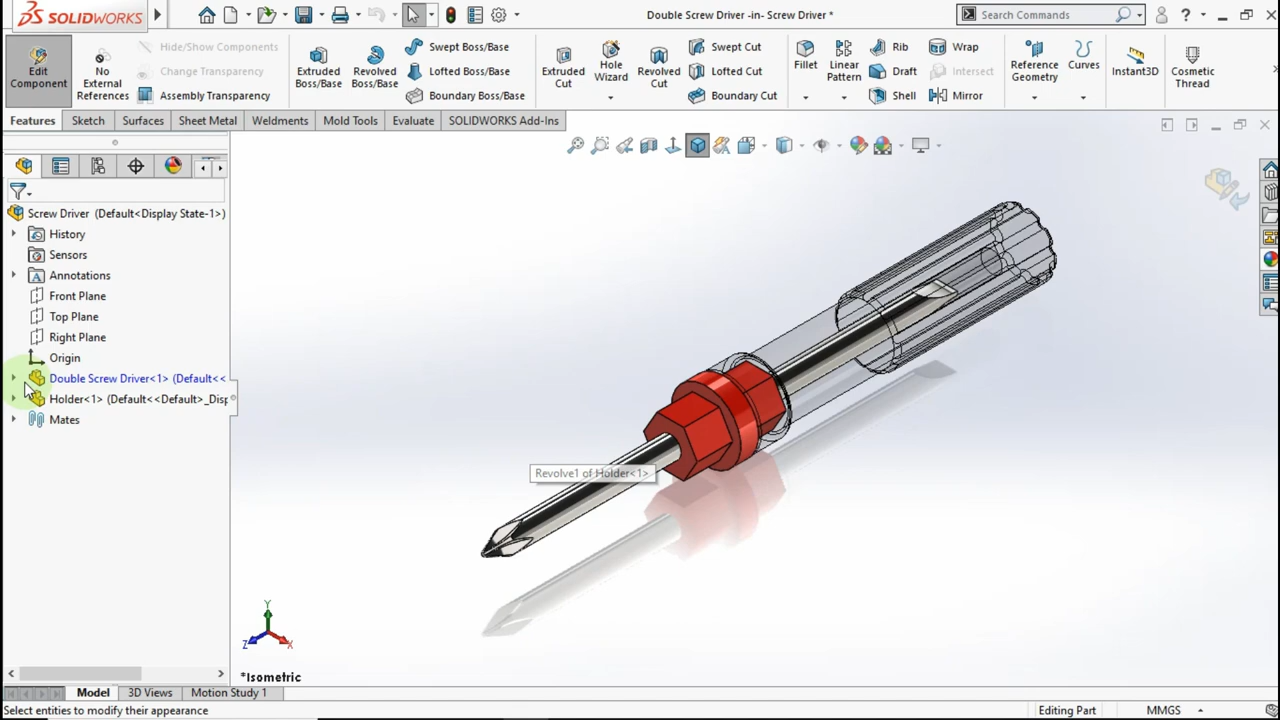 SOLIDWORKS
Double Screw Driver -in- Screw Driver *
Search Commands
Edit Component
No External References
Hide/Show Components
Change Transparency
Assembly Transparency
Extruded Boss/Base
Revolved Boss/Base
Swept Boss/Base
Lofted Boss/Base
Boundary Boss/Base
Extruded Cut
Hole Wizard
Revolved Cut
Swept Cut
Lofted Cut
Boundary Cut
Fillet
Linear Pattern
Rib
Draft
Shell
Wrap
Intersect
Mirror
Reference Geometry
Curves
Instant3D
Cosmetic Thread
Features
Sketch
Surfaces
Sheet Metal
Weldments
Mold Tools
Evaluate
SOLIDWORKS Add-Ins
Screw Driver (Default<Display State-1>)
History
Sensors
Annotations
Front Plane
Top Plane
Right Plane
Origin
Double Screw Driver<1> (Default<<
Holder<1> (Default<<Default>_Disp
Mates
Revolve1 of Holder<1>
Y
Z
X
*Isometric
Model
3D Views
Motion Study 1
Select entities to modify their appearance
Editing Part
MMGS